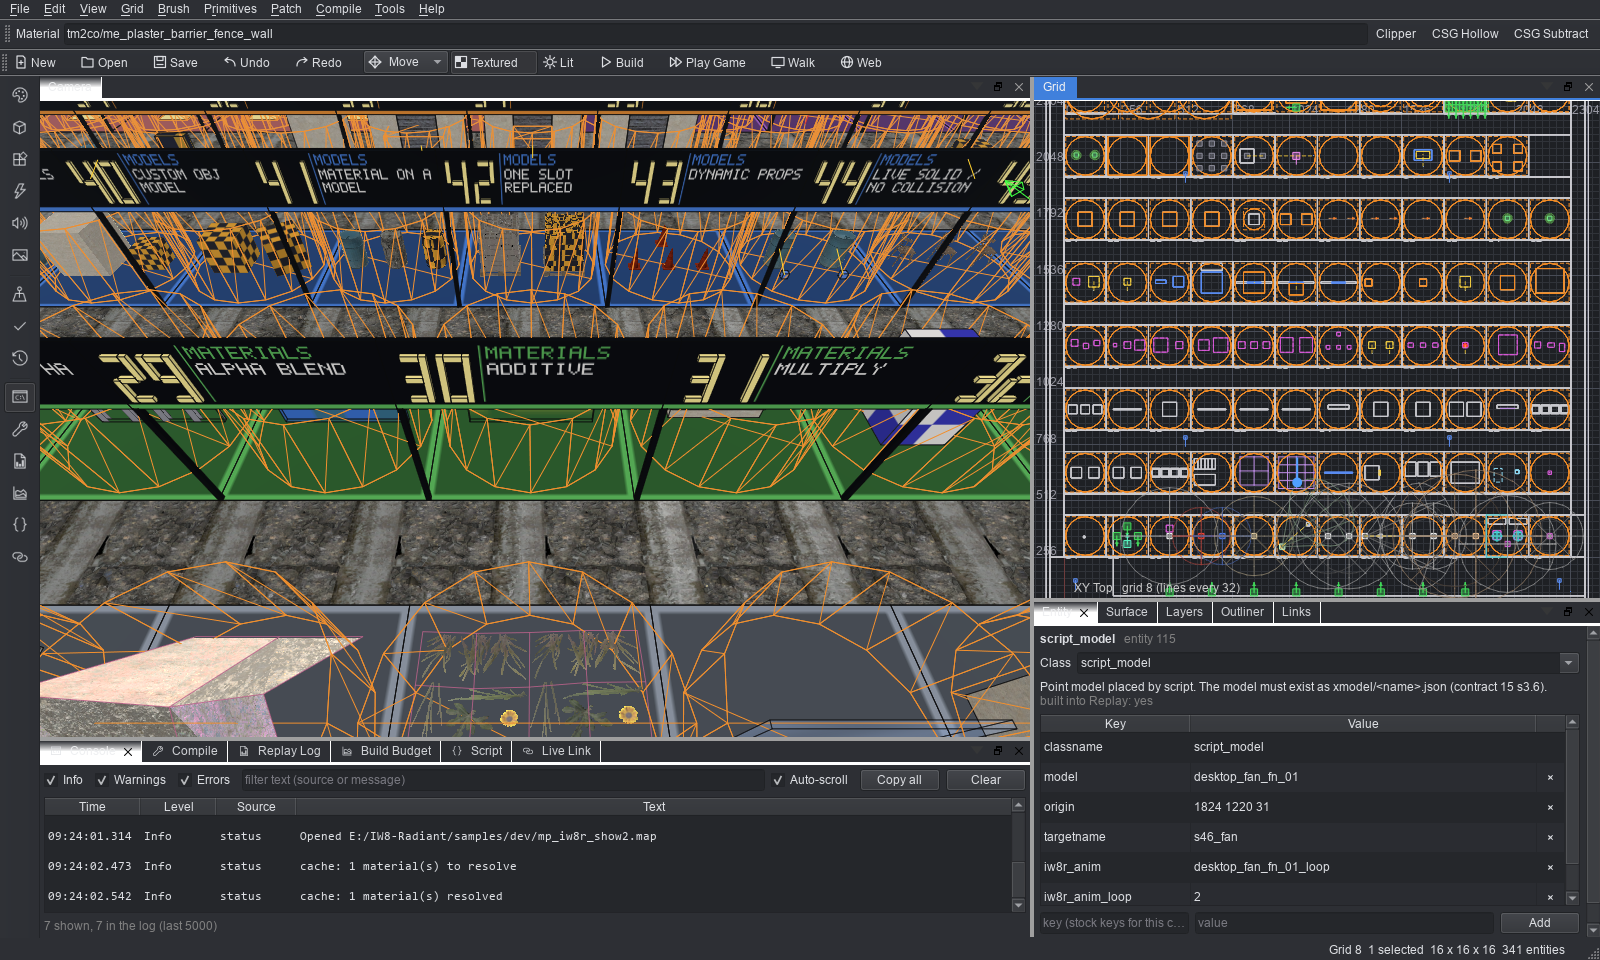 File Edit View Grid Brush Primitives Patch Compile Tools Help
Material tm2co/me_plaster_barrier_fence_wall Clipper CSG Hollow CSG Subtract
New Open Save Undo Redo Move Textured Lit Build Play Game Walk Web
Grid
40 MODELS
CUSTOM OBJ
MODEL
41 MODELS
MATERIAL ON A
MODEL
42 MODELS
ONE SLOT
REPLACED
43 MODELS
DYNAMIC PROPS
44 MODELS
LIVE SOLID /
NO COLLISION
29 MATERIALS
ALPHA BLEND
30 MATERIALS
ADDITIVE
31 MATERIALS
MULTIPLY
32
2304
2048
1792
1536
1280
1024
768
512
256
XY Top grid 8 (lines every 32)
Console Compile Replay Log Build Budget Script Live Link
Info Warnings Errors filter text (source or message) Auto-scroll Copy all Clear
Time Level Source Text
09:24:01.314 Info status Opened E:/IW8-Radiant/samples/dev/mp_iw8r_show2.map
09:24:02.473 Info status cache: 1 material(s) to resolve
09:24:02.542 Info status cache: 1 material(s) resolved
7 shown, 7 in the log (last 5000)
Entity Surface Layers Outliner Links
script_model entity 115
Class script_model
Point model placed by script. The model must exist as xmodel/<name>.json (contract 15 s3.6).
built into Replay: yes
Key Value
classname script_model
model desktop_fan_fn_01
origin 1824 1220 31
targetname s46_fan
iw8r_anim desktop_fan_fn_01_loop
iw8r_anim_loop 2
key (stock keys for this c... value Add
Grid 8 1 selected 16 x 16 x 16 341 entities